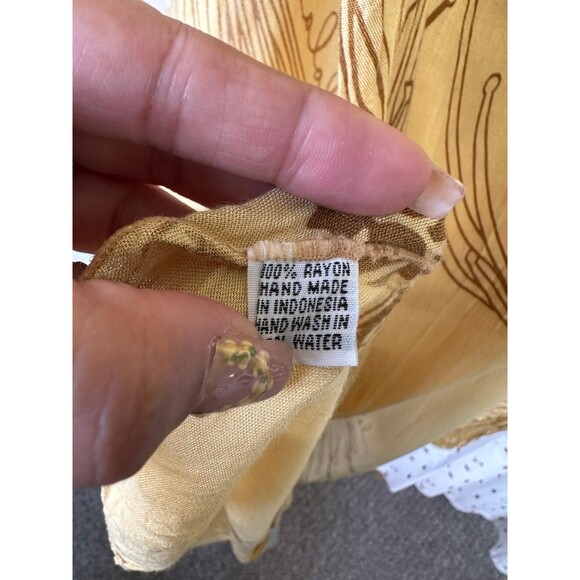 100% RAYON
HAND MADE
IN INDONESIA
HAND WASH IN
WATER